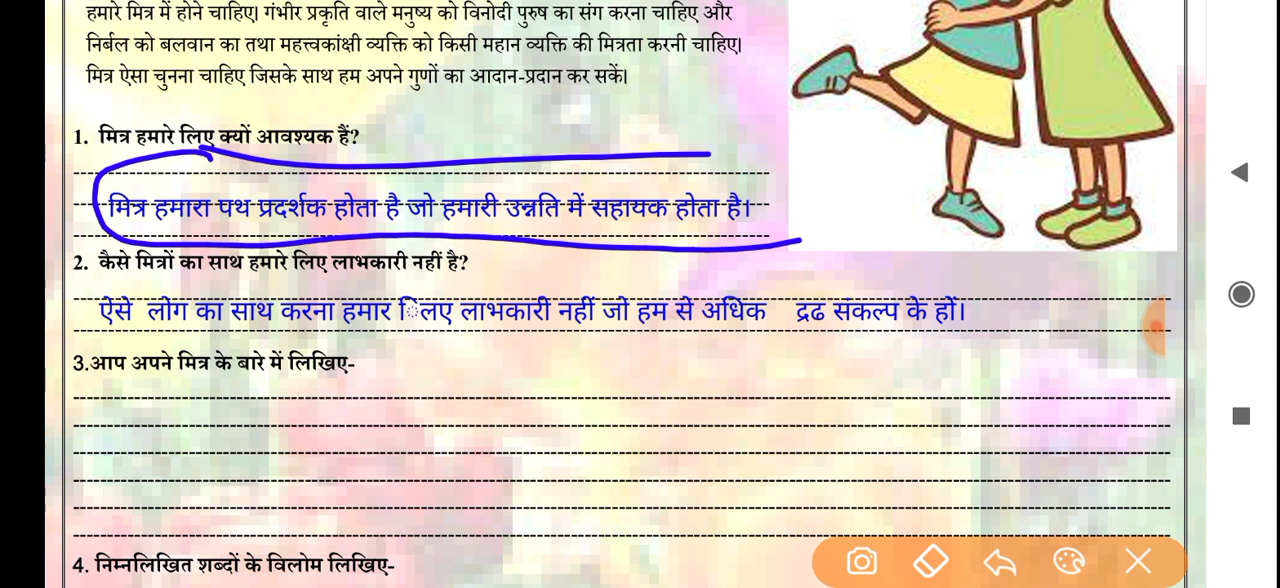 हमारे मित्र में होने चाहिए। गंभीर प्रकृति वाले मनुष्य को विनोदी पुरुष का संग करना चाहिए और
निर्बल को बलवान का तथा महत्त्वकांक्षी व्यक्ति को किसी महान व्यक्ति की मित्रता करनी चाहिए।
मित्र ऐसा चुनना चाहिए जिसके साथ हम अपने गुणों का आदान-प्रदान कर सकें।
1. मित्र हमारे लिए क्यों आवश्यक हैं?
मित्र हमारा पथ प्रदर्शक होता है जो हमारी उन्नति में सहायक होता है।
2. कैसे मित्रों का साथ हमारे लिए लाभकारी नहीं है?
ऐसे लोग का साथ करना हमार िलए लाभकारी नहीं जो हम से अधिक द्रढ संकल्प के हों।
3.आप अपने मित्र के बारे में लिखिए-
4. निम्नलिखित शब्दों के विलोम लिखिए-